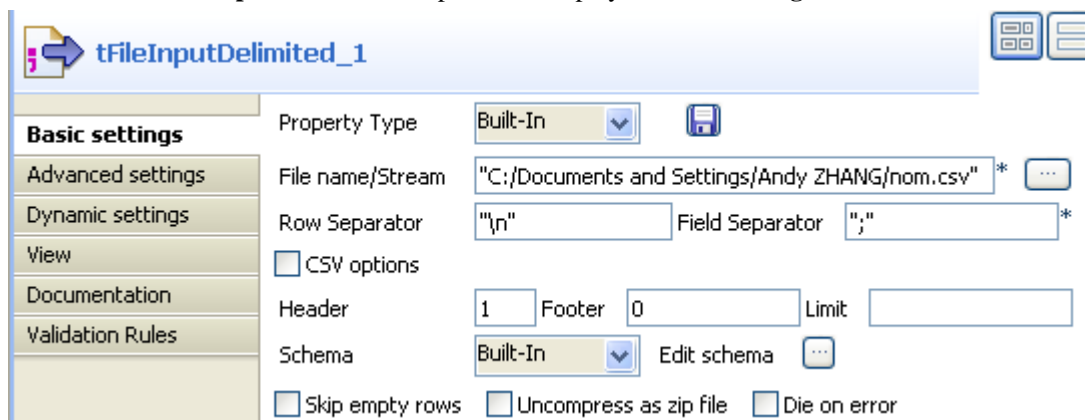 tFileInputDelimited_1
Basic settings
Property Type Built-In
Advanced settings
File name/Stream "C:/Documents and Settings/Andy ZHANG/nom.csv" * ...
Dynamic settings
Row Separator "\n" Field Separator ";" *
View
CSV options
Documentation
Header 1 Footer 0 Limit
Validation Rules
Schema Built-In Edit schema ...
Skip empty rows Uncompress as zip file Die on error